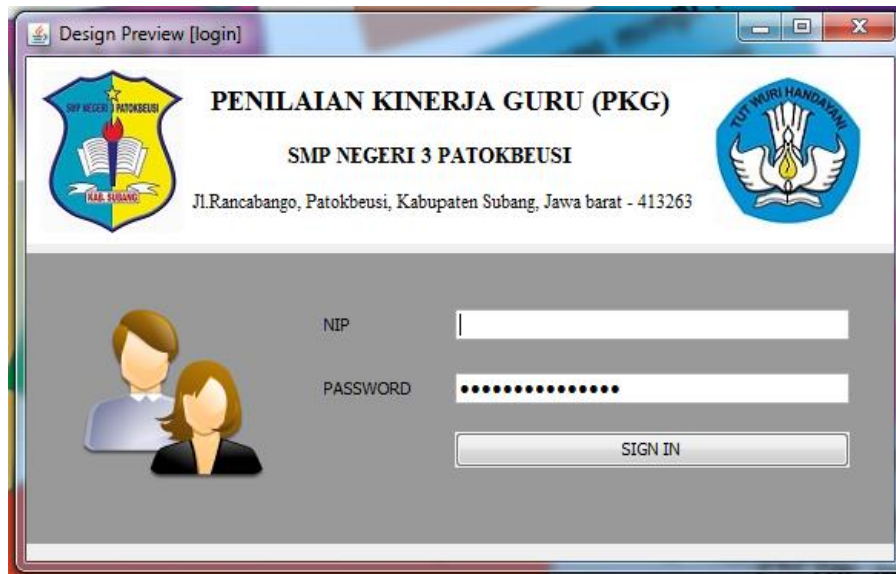 Design Preview [login]
PENILAIAN KINERJA GURU (PKG)
SMP NEGERI 3 PATOKBEUSI
Jl.Rancabango, Patokbeusi, Kabupaten Subang, Jawa barat - 413263
SMP NEGERI 3 PATOKBEUSI
KAB. SUBANG
TUT WURI HANDAYANI
NIP
PASSWORD
SIGN IN